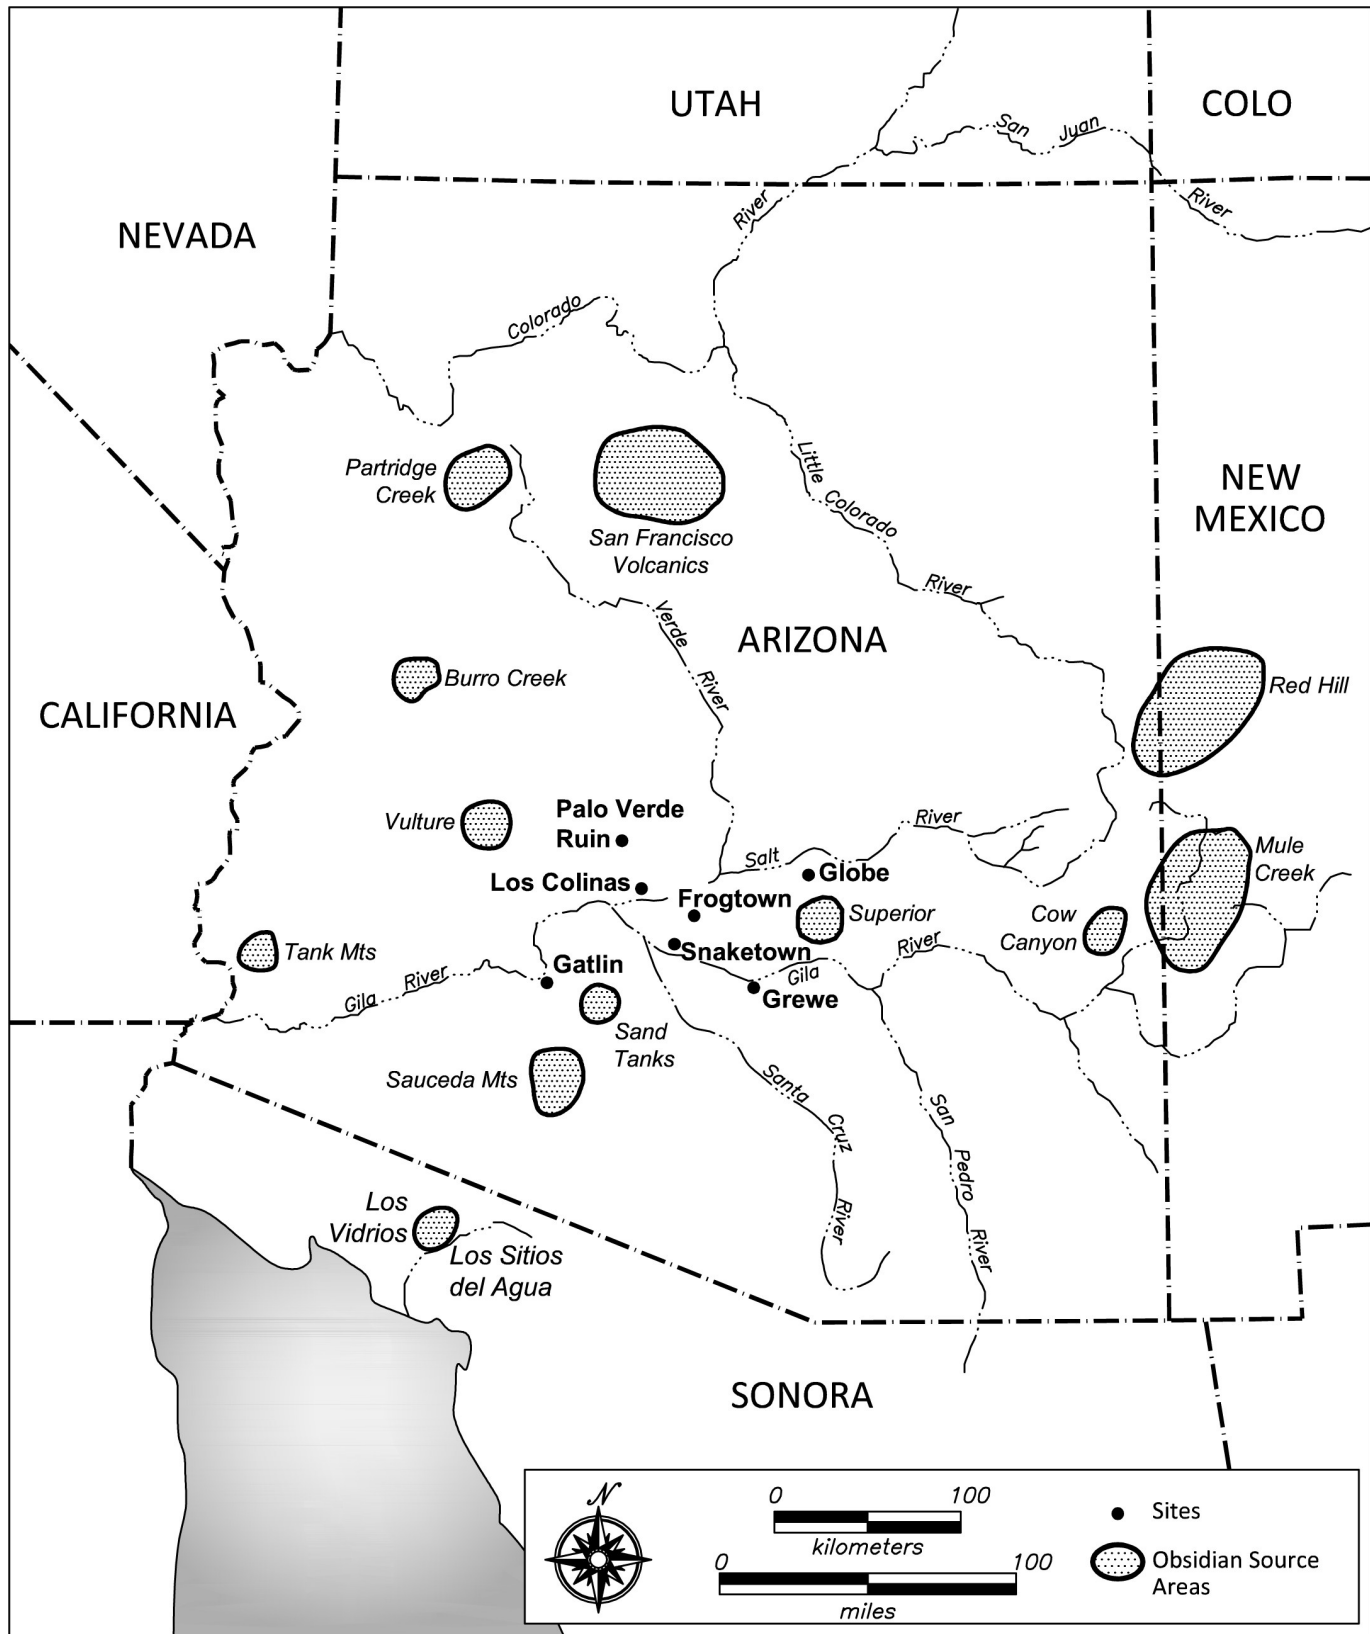 UTAH
COLO
San
Juan
River
River
NEVADA
Colorado
Partridge
Creek
San Francisco
Volcanics
Little
Colorado
River
NEW
MEXICO
Verde
River
ARIZONA
Burro Creek
Red Hill
CALIFORNIA
Vulture
Palo Verde
Ruin
Salt
River
Mule
Creek
Los Colinas
Globe
Frogtown
Superior
Cow
Canyon
Tank Mts
Snaketown
River
Gatlin
Gila
River
Gila
Grewe
Sand
Tanks
Sauceda Mts
Santa
Cruz
River
San
Pedro
River
Los
Vidrios
Los Sitios
del Agua
SONORA
N
0 100
kilometers
0 100
miles
Sites
Obsidian Source
Areas